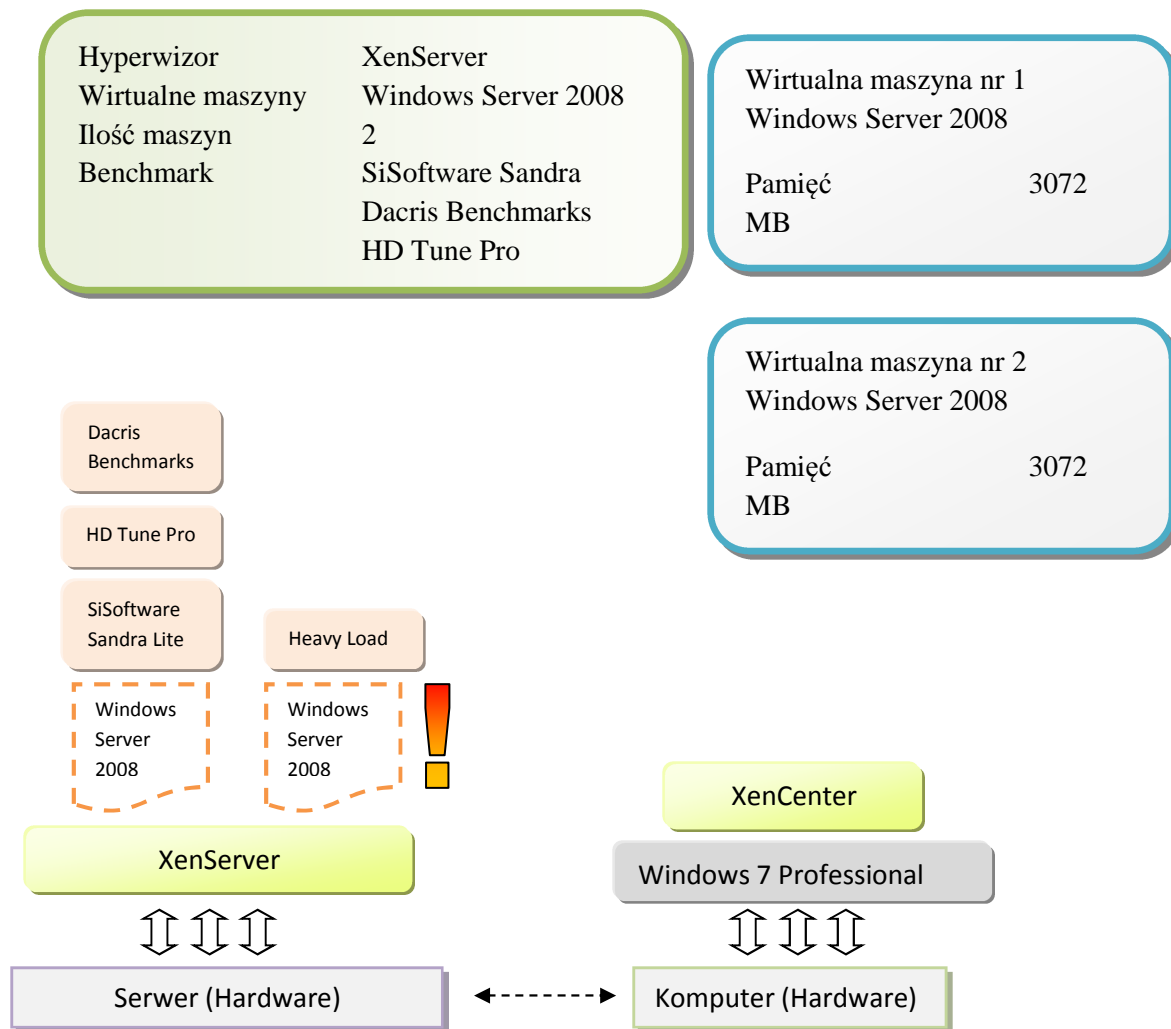 Hyperwizor XenServer
Wirtualne maszyny Windows Server 2008
Ilość maszyn 2
Benchmark SiSoftware Sandra
Dacris Benchmarks
HD Tune Pro
Wirtualna maszyna nr 1
Windows Server 2008
Pamięć 3072
MB
Wirtualna maszyna nr 2
Windows Server 2008
Pamięć 3072
MB
Dacris
Benchmarks
HD Tune Pro
SiSoftware
Sandra Lite
Heavy Load
Windows
Server
2008
Windows
Server
2008
!
XenServer
XenCenter
Windows 7 Professional
Serwer (Hardware)
Komputer (Hardware)